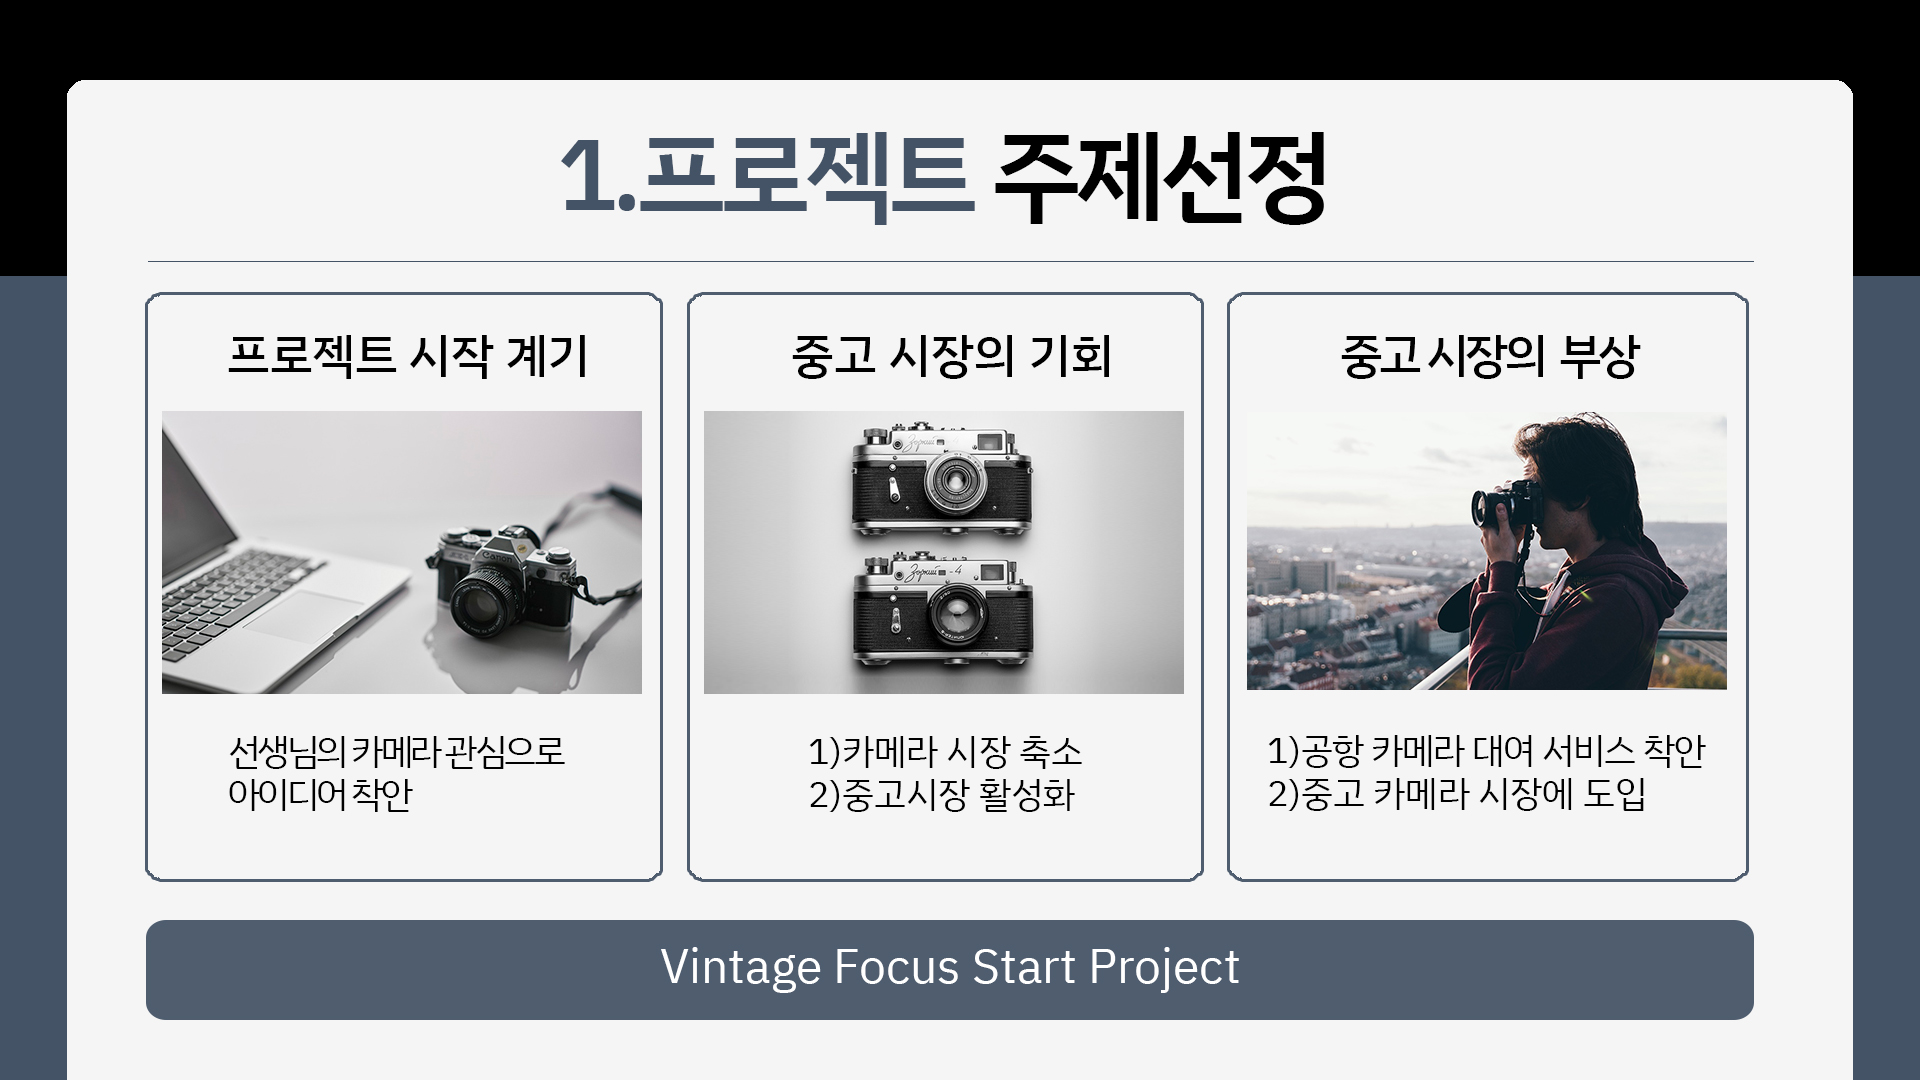 1.프로젝트 주제선정
프로젝트 시작 계기
Canon
선생님의 카메라 관심으로
아이디어 착안
중고 시장의 기회
Зоркий
Зоркий - 4
1)카메라 시장 축소
2)중고시장 활성화
중고 시장의 부상
1)공항 카메라 대여 서비스 착안
2)중고 카메라 시장에 도입
Vintage Focus Start Project